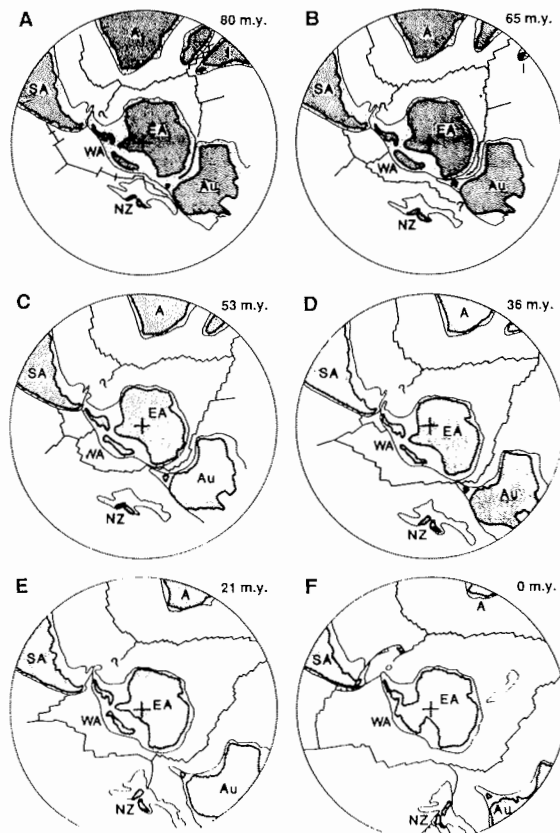 A 80 m.y.
A
I
SA
EA
WA
Au
NZ
B 65 m.y.
A
I
SA
EA
WA
Au
NZ
C 53 m.y.
A
SA
EA
WA
Au
NZ
D 36 m.y.
A
SA
EA
WA
Au
NZ
E 21 m.y.
A
SA
EA
WA
Au
NZ
F 0 m.y.
A
SA
EA
WA
Au
NZ